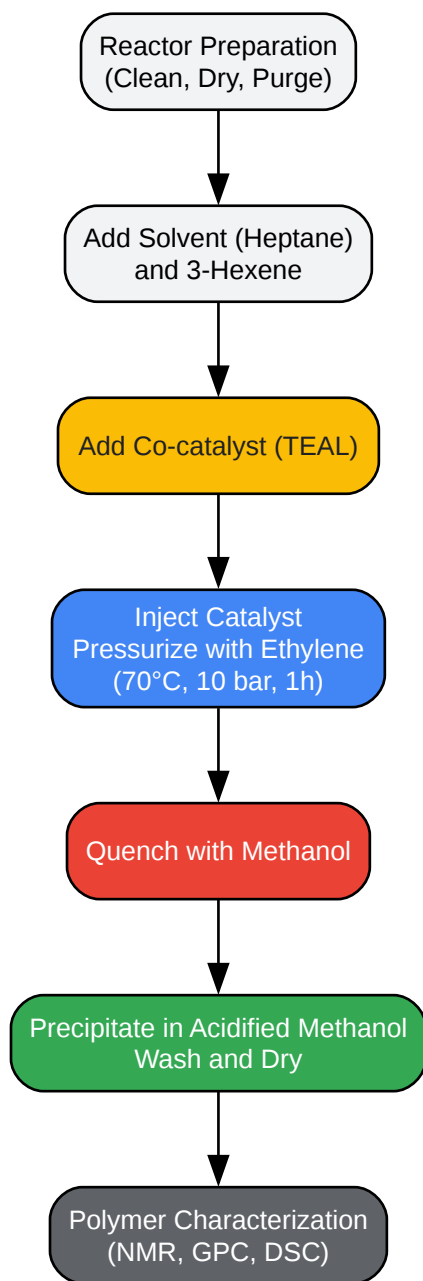 Reactor Preparation
(Clean, Dry, Purge)
Add Solvent (Heptane)
and 3-Hexene
Add Co-catalyst (TEAL)
Inject Catalyst
Pressurize with Ethylene
(70°C, 10 bar, 1h)
Quench with Methanol
Precipitate in Acidified Methanol
Wash and Dry
Polymer Characterization
(NMR, GPC, DSC)